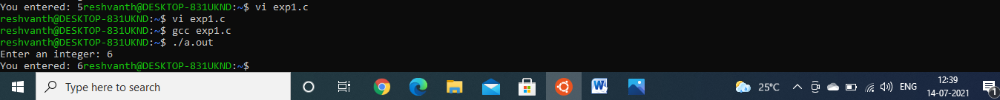 You entered: 5reshvanth@DESKTOP-831UKND:~$ vi exp1.c
reshvanth@DESKTOP-831UKND:~$ vi exp1.c
reshvanth@DESKTOP-831UKND:~$ gcc exp1.c
reshvanth@DESKTOP-831UKND:~$ ./a.out
Enter an integer: 6
You entered: 6reshvanth@DESKTOP-831UKND:~$
Type here to search
W
25°C
ENG
12:39
14-07-2021
1